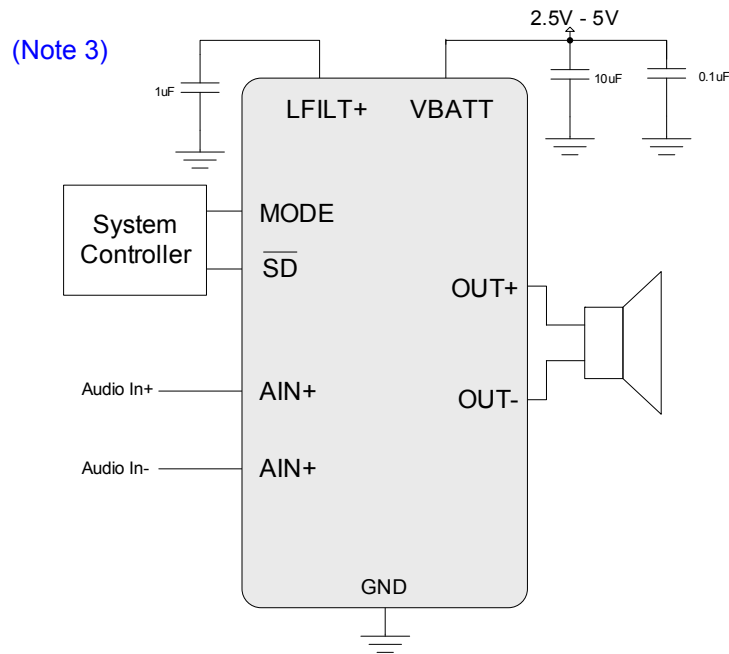 2.5V - 5V
(Note 3)
1uF
10uF
0.1uF
LFILT+
VBATT
System
Controller
MODE
SD
OUT+
Audio In+
AIN+
OUT-
Audio In-
AIN+
GND